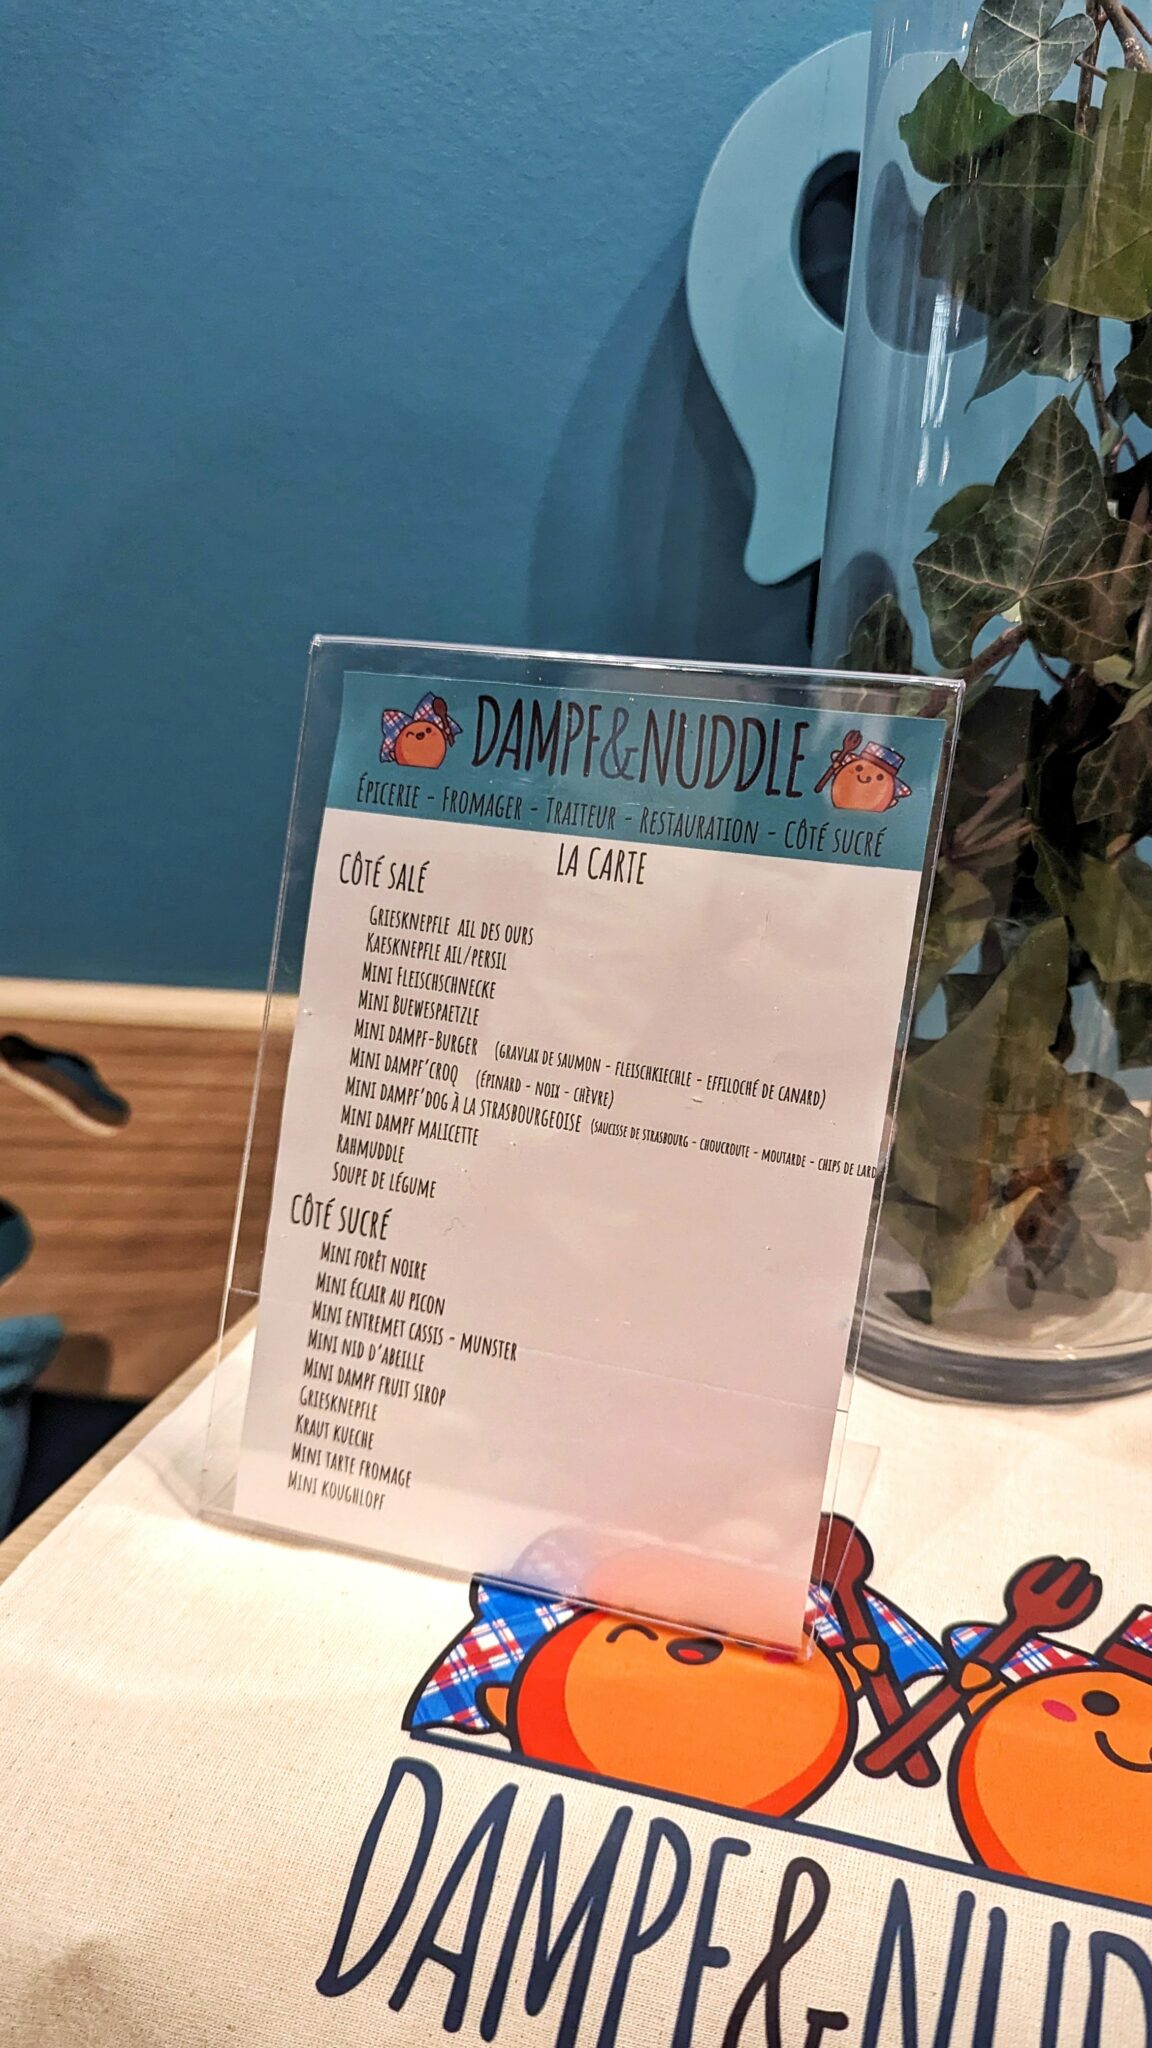 DAMPF&NUDDLE
ÉPICERIE - FROMAGER - TRAITEUR - RESTAURATION - CÔTÉ SUCRÉ
LA CARTE
CÔTÉ SALÉ
GRIESKNEPFLE AIL DES OURS
KAESKNEPFLE AIL/PERSIL
MINI FLEISCHSCHNECKE
MINI BUEWESPAETZLE
MINI DAMPF-BURGER (GRAVLAX DE SAUMON - FLEISCHKIECHLE - EFFILOCHÉ DE CANARD)
MINI DAMPF'CROQ (ÉPINARD - NOIX - CHÈVRE)
MINI DAMPF'DOG À LA STRASBOURGEOISE (SAUCISSE DE STRASBOURG - CHOUCROUTE - MOUTARDE - CHIPS DE LARD
MINI DAMPF MALICETTE
RAHMUDDLE
SOUPE DE LÉGUME
CÔTÉ SUCRÉ
MINI FORÊT NOIRE
MINI ÉCLAIR AU PICON
MINI ENTREMET CASSIS - MUNSTER
MINI NID D'ABEILLE
MINI DAMPF FRUIT SIROP
GRIESKNEPFLE
KRAUT KUECHE
MINI TARTE FROMAGE
MINI KOUGHLOPF
DAMPF&NUD